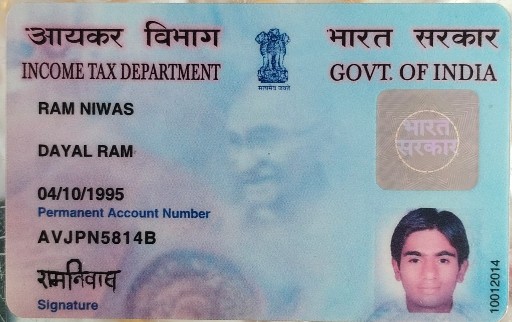 आयकर विभाग
INCOME TAX DEPARTMENT
सत्यमेव जयते
भारत सरकार
GOVT. OF INDIA
RAM NIWAS
DAYAL RAM
भारत
सरकार
04/10/1995
Permanent Account Number
AVJPN5814B
रामनिवास
Signature
10012014